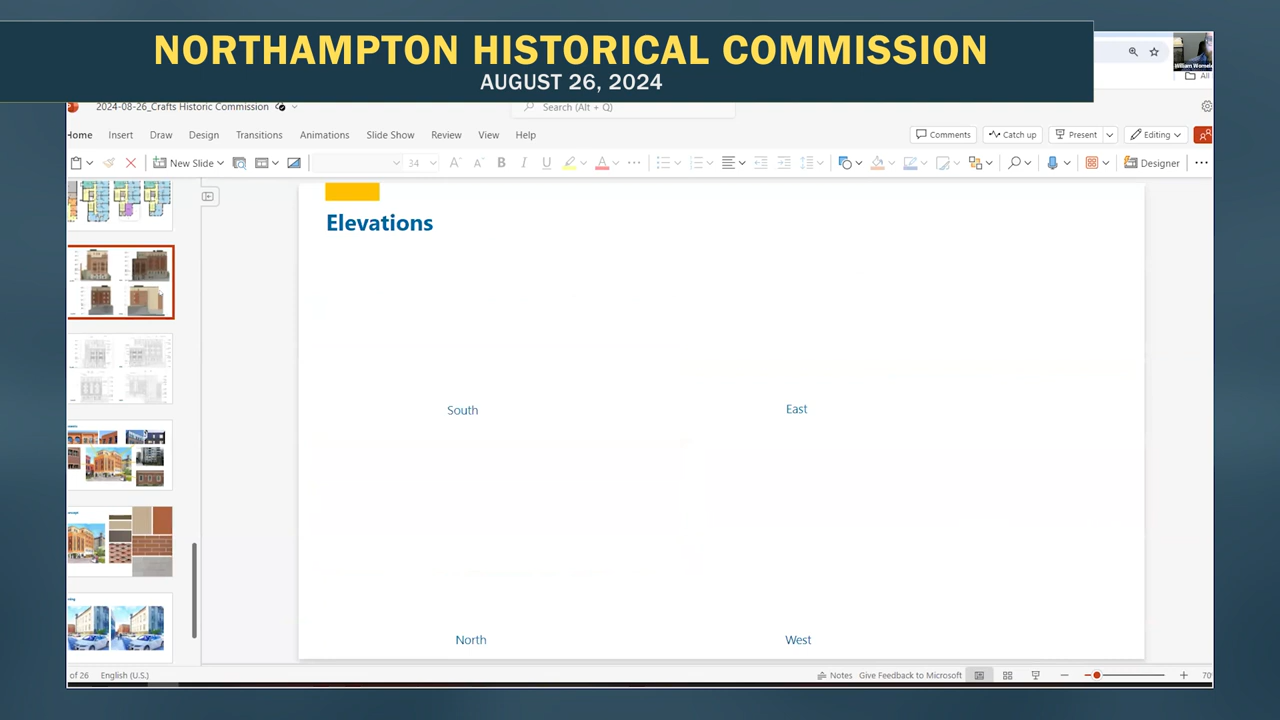 NORTHAMPTON HISTORICAL COMMISSION
AUGUST 26, 2024
All
2024-08-26_Crafts Historic Commission
Search (Alt + Q)
Home Insert Draw Design Transitions Animations Slide Show Review View Help
Comments Catch up Present Editing
New Slide 34 B I U A Designer
Elevations
South East
North West
of 26 English (U.S.) Notes Give Feedback to Microsoft 70